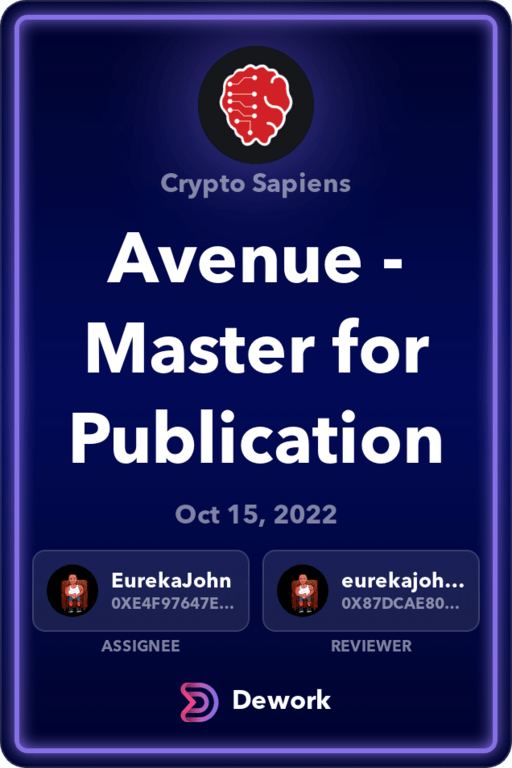 Crypto Sapiens
Avenue -
Master for
Publication
Oct 15, 2022
EurekaJohn
0XE4F97647E...
ASSIGNEE
eurekajoh...
0X87DCAE80...
REVIEWER
Dework